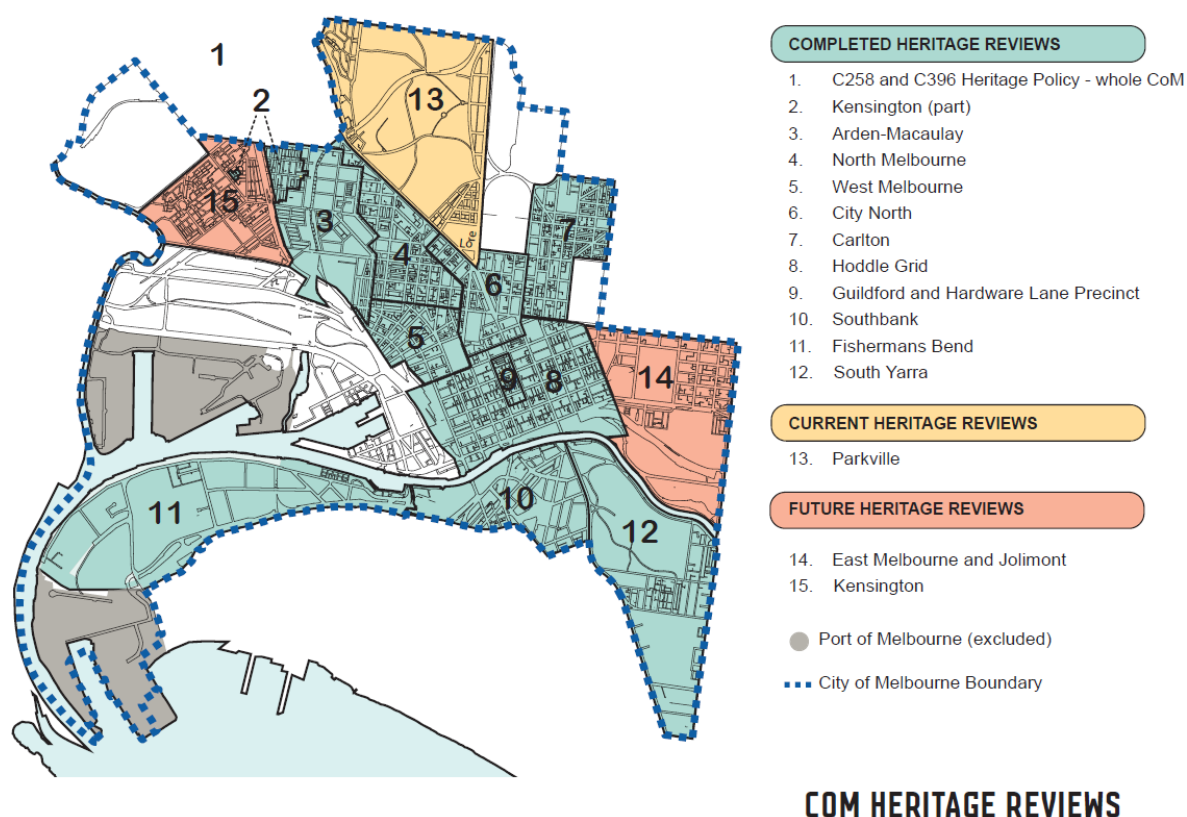 1
2
13
15
3
7
4
6
5
9
8
14
11
10
12
COMPLETED HERITAGE REVIEWS
1. C258 and C396 Heritage Policy - whole CoM
2. Kensington (part)
3. Arden-Macaulay
4. North Melbourne
5. West Melbourne
6. City North
7. Carlton
8. Hoddle Grid
9. Guildford and Hardware Lane Precinct
10. Southbank
11. Fishermans Bend
12. South Yarra
CURRENT HERITAGE REVIEWS
13. Parkville
FUTURE HERITAGE REVIEWS
14. East Melbourne and Jolimont
15. Kensington
Port of Melbourne (excluded)
City of Melbourne Boundary
COM HERITAGE REVIEWS